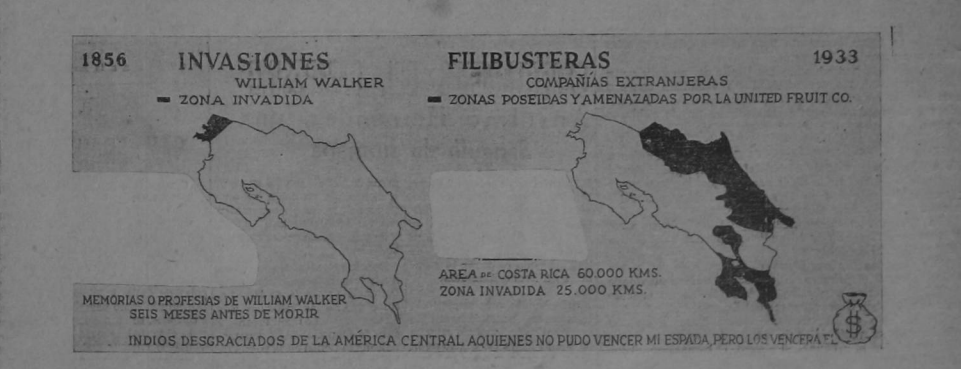 1856 INVASIONES FILIBUSTERAS 1933
WILLIAM WALKER
ZONA INVADIDA
COMPAÑÍAS EXTRANJERAS
ZONAS POSEIDAS Y AMENAZADAS POR LA UNITED FRUIT CO.
AREA DE COSTA RICA 60.000 KMS.
ZONA INVADIDA 25.000 KMS.
MEMORIAS O PROFESIAS DE WILLIAM WALKER
SEIS MESES ANTES DE MORIR
INDIOS DESGRACIADOS DE LA AMÉRICA CENTRAL AQUIENES NO PUDO VENCER MI ESPADA, PERO LOS VENCERÁ EL
$